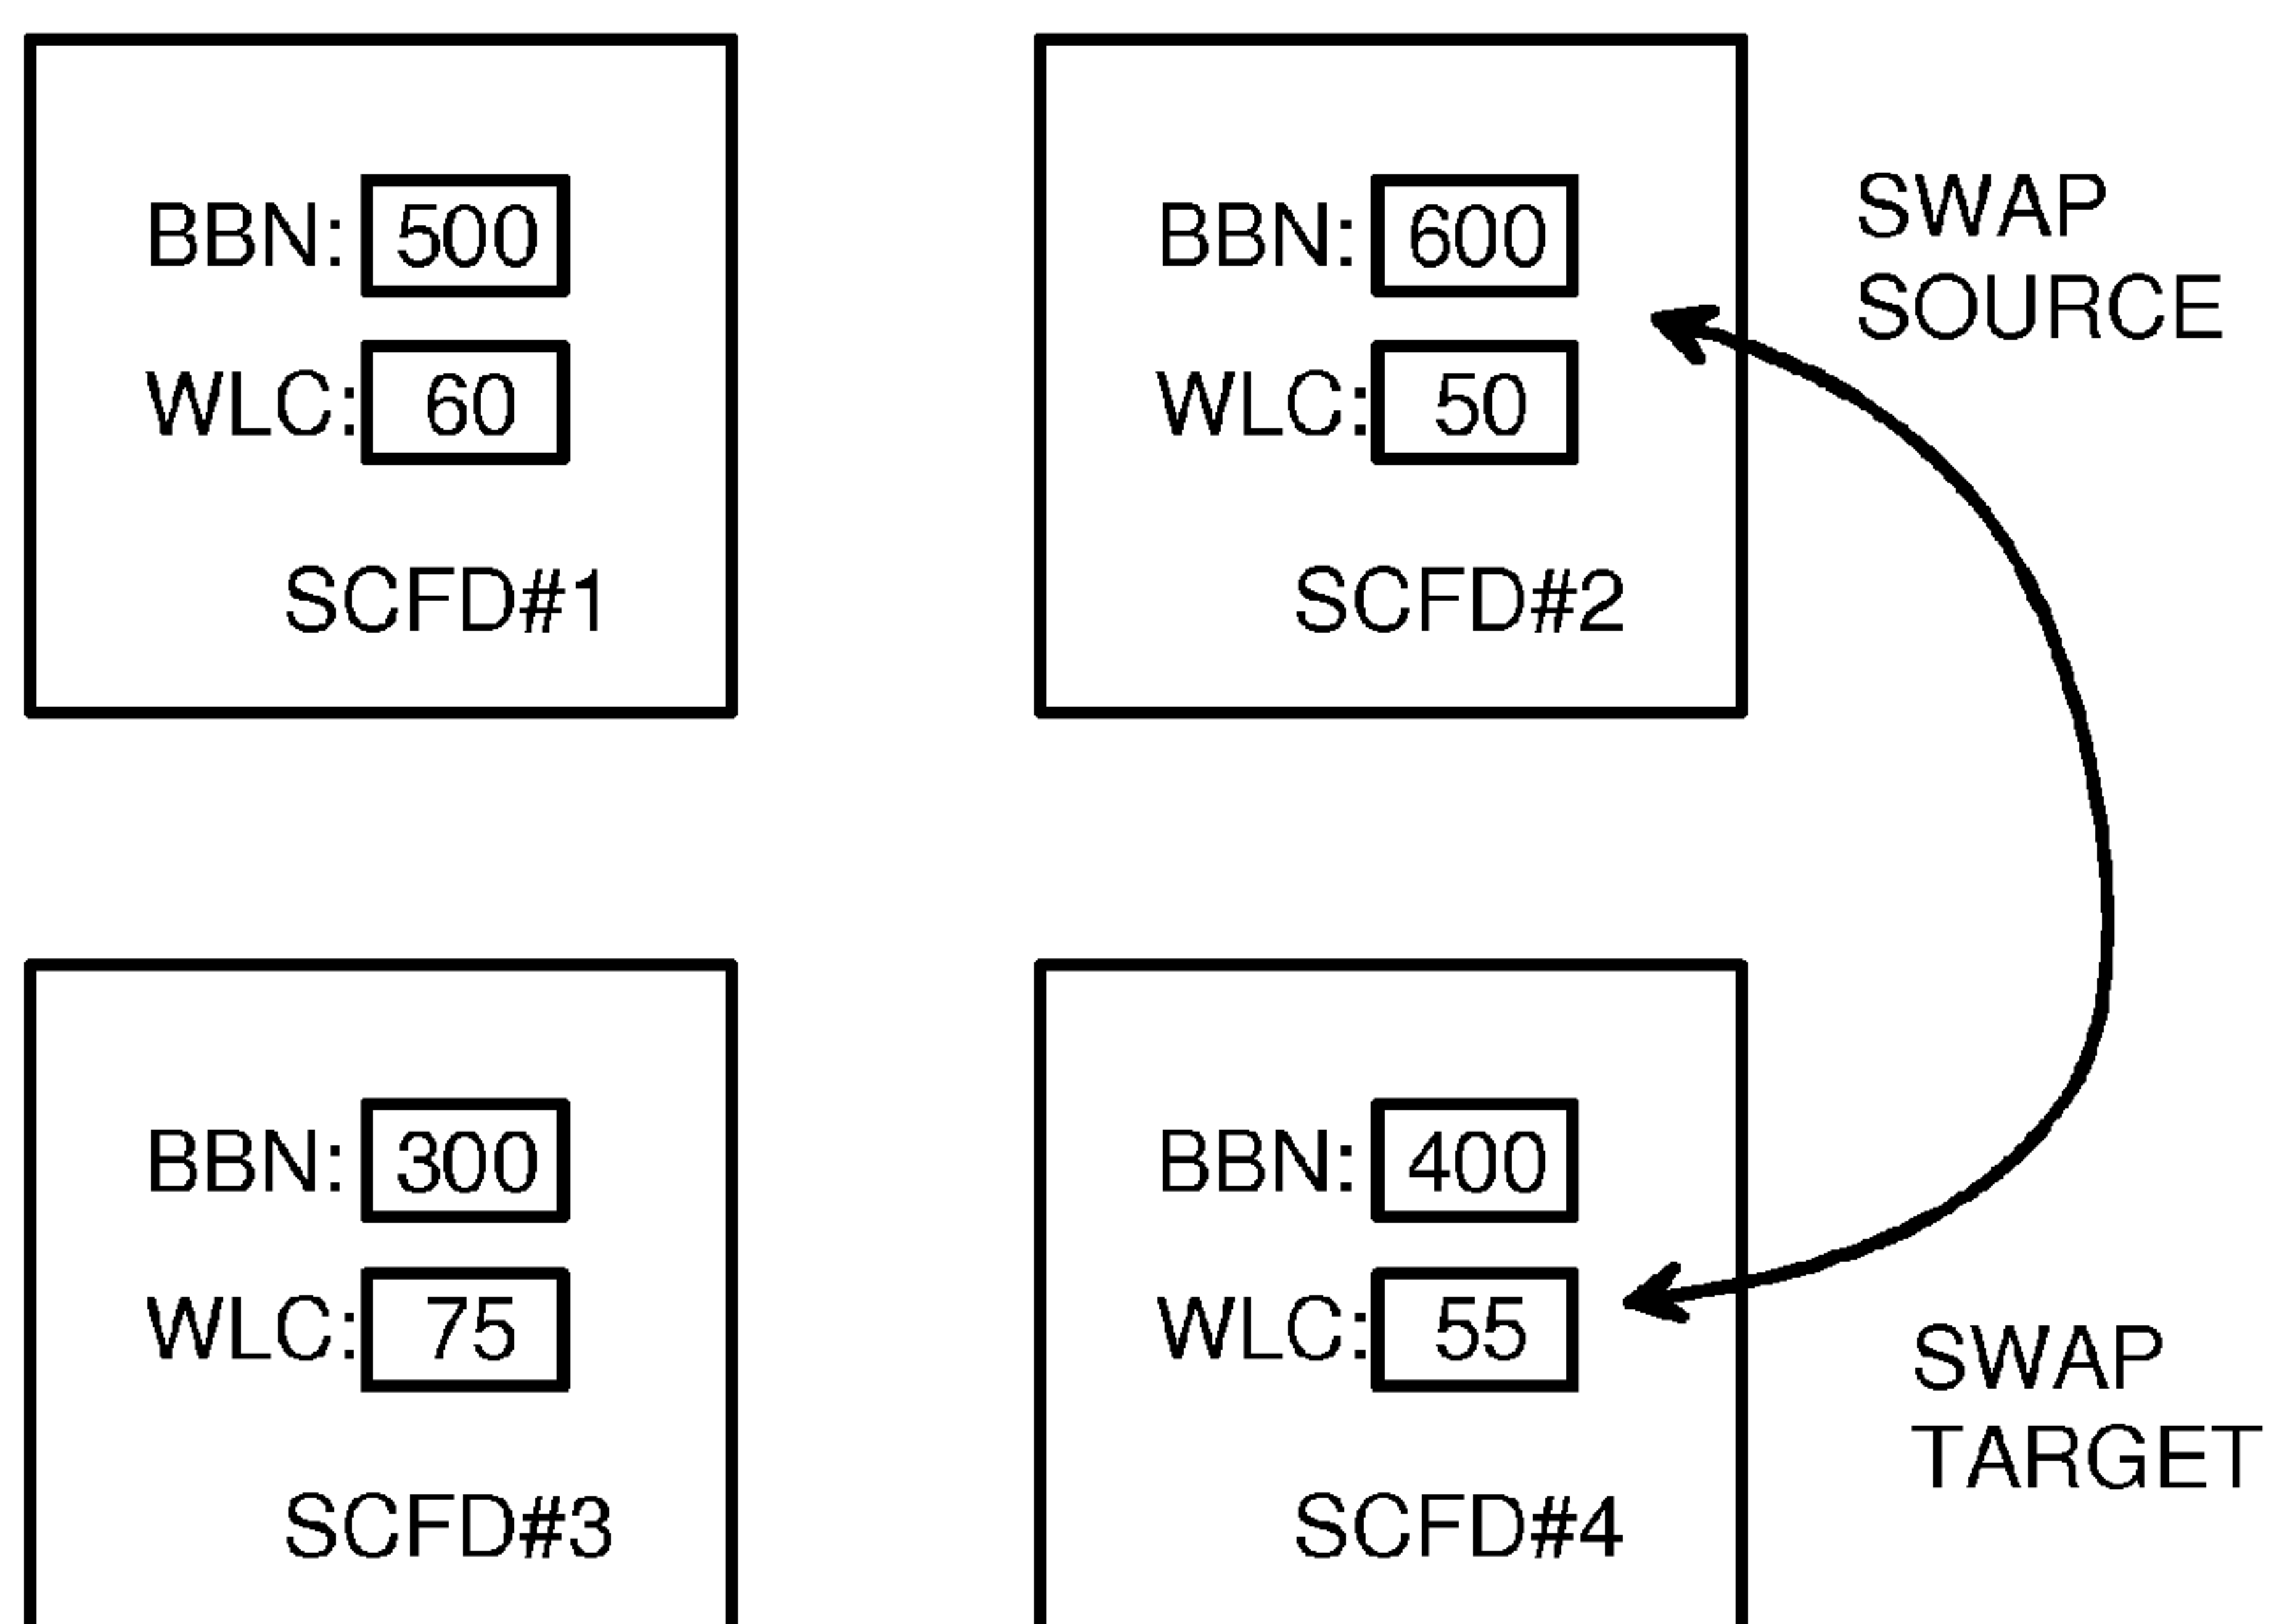 BBN: 500
WLC: 60
SCFD#1
BBN: 600
WLC: 50
SCFD#2
SWAP
SOURCE
BBN: 300
WLC: 75
SCFD#3
BBN: 400
WLC: 55
SCFD#4
SWAP
TARGET